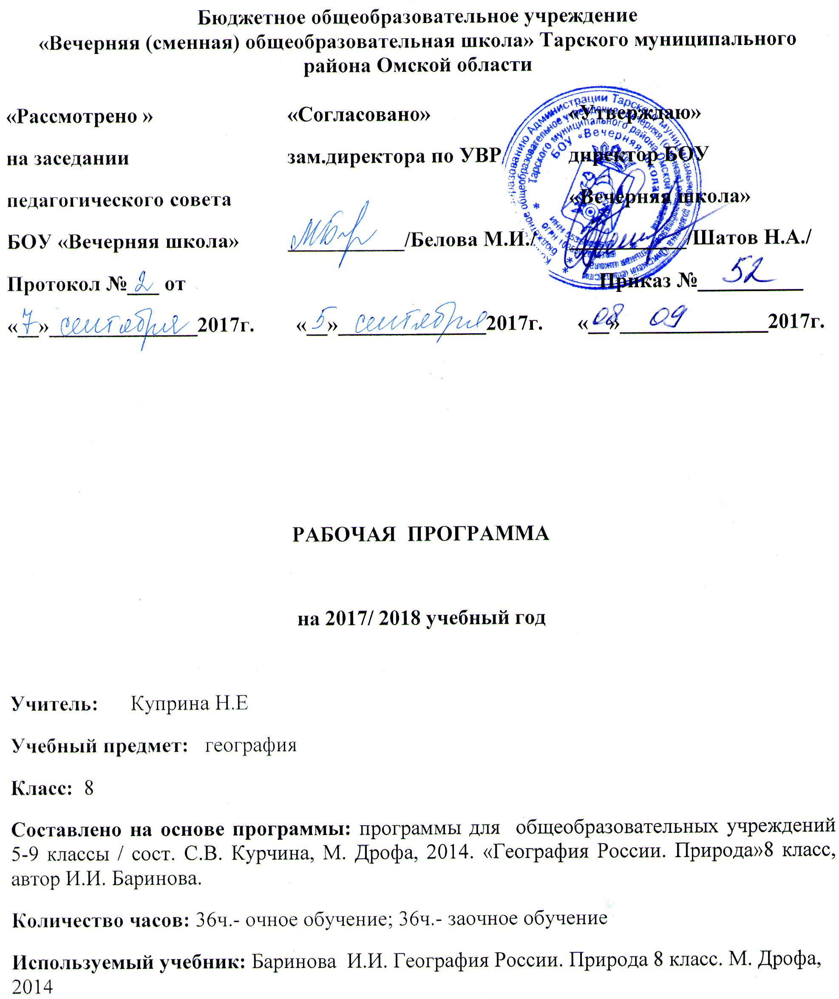 Бюджетное общеобразовательное учреждение
«Вечерняя (сменная) общеобразовательная школа» Тарского муниципального
района Омской области
«Рассмотрено »
на заседании
педагогического совета
БОУ «Вечерняя школа»
Протокол №2 от
«7» сентября 2017г.
«Согласовано»
зам.директора по УВР
/Белова М.И./
«5» сентября 2017г.
«Утверждаю»
директор БОУ
«Вечерняя школа»
/Шатов Н.А./
Приказ № 52
«08» 09 2017г.
БОУ «Вечерняя школа»
Тарского муниципального района Омской
РАБОЧАЯ ПРОГРАММА
на 2017/ 2018 учебный год
Учитель: Куприна Н.Е
Учебный предмет: география
Класс: 8
Составлено на основе программы: программы для общеобразовательных учреждений
5-9 классы / сост. С.В. Курчина, М. Дрофа, 2014. «География России. Природа»8 класс,
автор И.И. Баринова.
Количество часов: 36ч.- очное обучение; 36ч.- заочное обучение
Используемый учебник: Баринова И.И. География России. Природа 8 класс. М. Дрофа,
2014